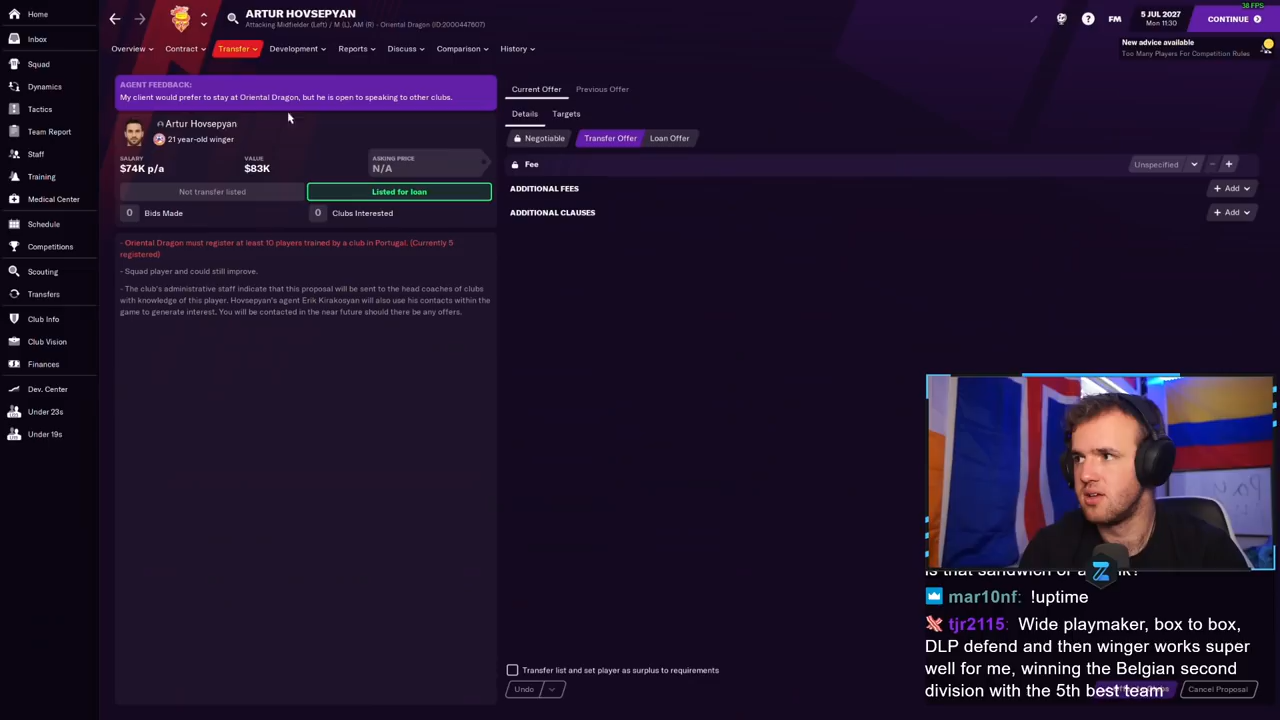 Home
Inbox
Squad
Dynamics
Tactics
Team Report
Staff
Training
Medical Center
Schedule
Competitions
Scouting
Transfers
Club Info
Club Vision
Finances
Dev. Center
Under 23s
Under 19s
ARTUR HOVSEPYAN
Attacking Midfielder (Left) / M (L), AM (R) - Oriental Dragon (ID:2000447607)
38 FPS
FM
5 JUL 2027
MON 11:30
CONTINUE
New advice available
Too Many Players For Competition Rules
Overview
Contract
Transfer
Development
Reports
Discuss
Comparison
History
AGENT FEEDBACK:
My client would prefer to stay at Oriental Dragon, but he is open to speaking to other clubs.
Artur Hovsepyan
21 year-old winger
SALARY
$74K p/a
VALUE
$83K
ASKING PRICE
N/A
Not transfer listed
Listed for loan
0 Bids Made
0 Clubs Interested
- Oriental Dragon must register at least 10 players trained by a club in Portugal, (Currently 5
registered)
- Squad player and could still improve.
- The club's administrative staff indicate that this proposal will be sent to the head coaches of clubs
with knowledge of this player. Hovsepyan's agent Erik Kirakosyan will also use his contacts within the
game to generate interest. You will be contacted in the near future should there be any offers.
Current Offer
Previous Offer
Details
Targets
Negotiable
Transfer Offer
Loan Offer
Fee
Unspecified
ADDITIONAL FEES
Add
ADDITIONAL CLAUSES
Add
Transfer list and set player as surplus to requirements
Undo
Cancel Proposal
mar10nf: !uptime
tjr2115: Wide playmaker, box to box,
DLP defend and then winger works super
well for me, winning the Belgian second
division with the 5th best team